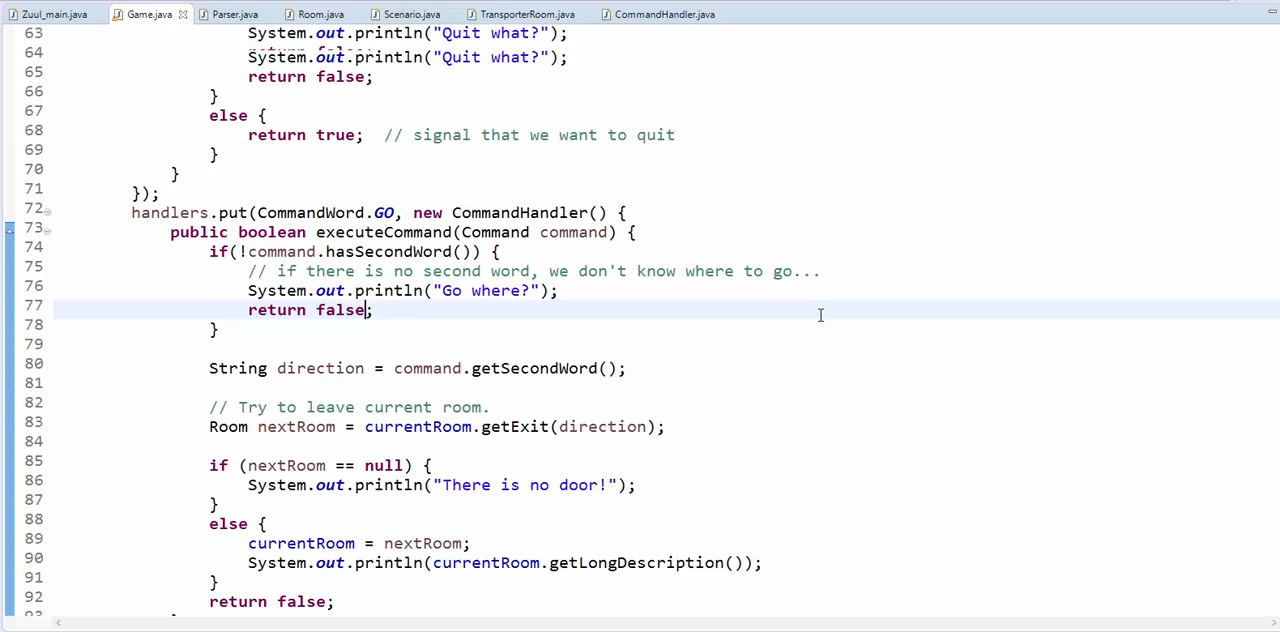 Zuul_main.java Game.java Parser.java Room.java Scenario.java TransporterRoom.java CommandHandler.java
63 System.out.println("Quit what?");
64
65 System.out.println("Quit what?");
66 return false;
67 }
68 else {
69 return true;  // signal that we want to quit
70 }
71 }
72 });
73 handlers.put(CommandWord.GO, new CommandHandler() {
74 public boolean executeCommand(Command command) {
75 if(!command.hasSecondWord()) {
76 // if there is no second word, we don't know where to go...
77 System.out.println("Go where?");
78 return false;
79 }
80
81 String direction = command.getSecondWord();
82
83 // Try to leave current room.
84 Room nextRoom = currentRoom.getExit(direction);
85
86 if (nextRoom == null) {
87 System.out.println("There is no door!");
88 }
89 else {
90 currentRoom = nextRoom;
91 System.out.println(currentRoom.getLongDescription());
92 }
93 return false;